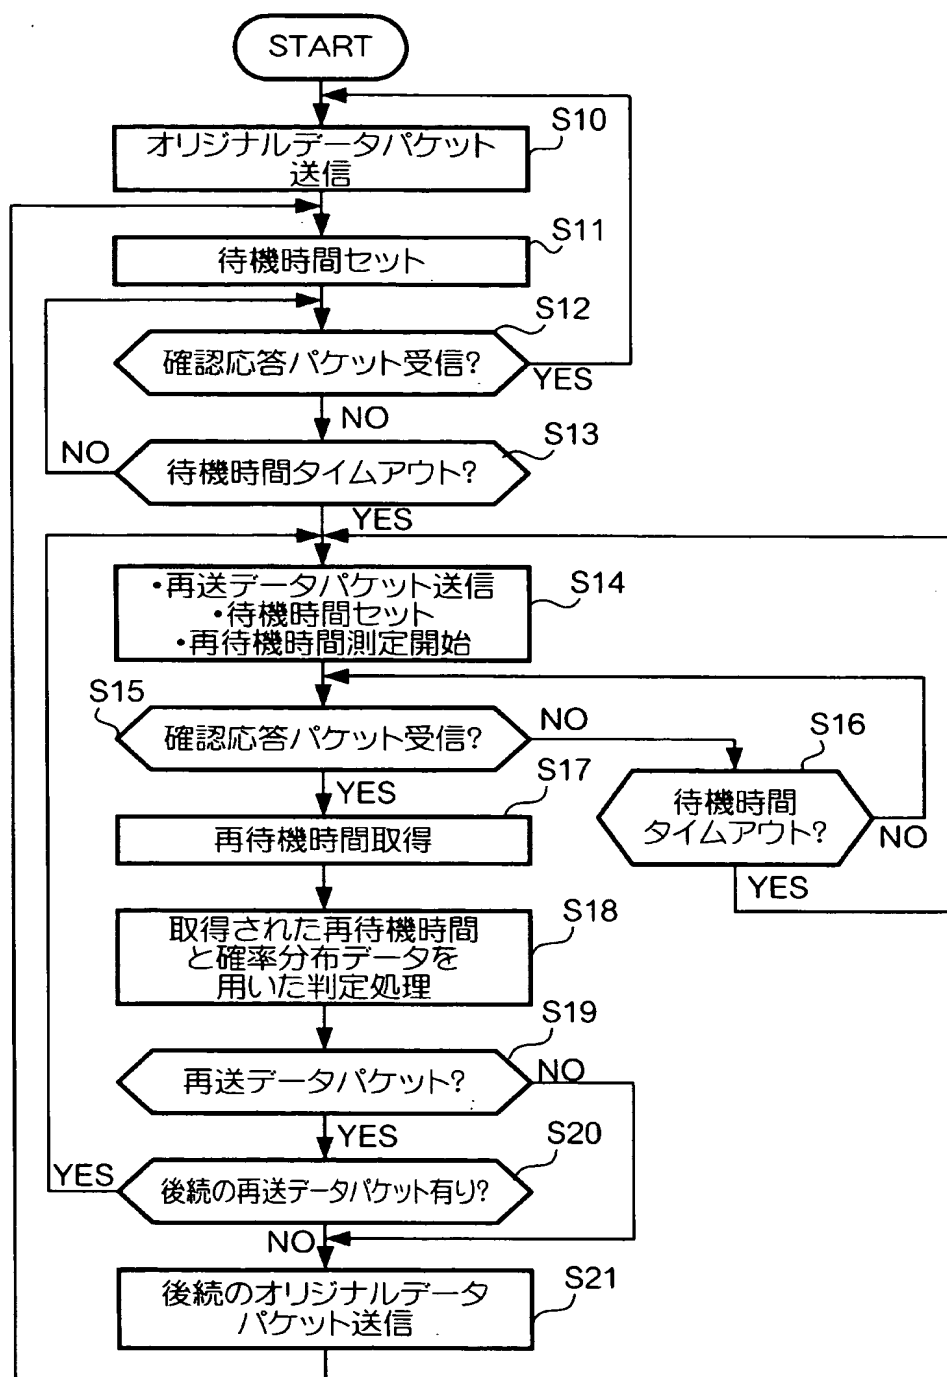 START
S10
オリジナルデータパケット
送信
S11
待機時間セット
S12
確認応答パケット受信?
YES
NO
S13
NO
待機時間タイムアウト?
YES
S14
・再送データパケット送信
・待機時間セット
・再待機時間測定開始
S15
確認応答パケット受信?
NO
S16
待機時間
タイムアウト?
NO
YES
YES
S17
再待機時間取得
S18
取得された再待機時間
と確率分布データを
用いた判定処理
S19
再送データパケット?
NO
YES
S20
YES
後続の再送データパケット有り?
NO
S21
後続のオリジナルデータ
パケット送信